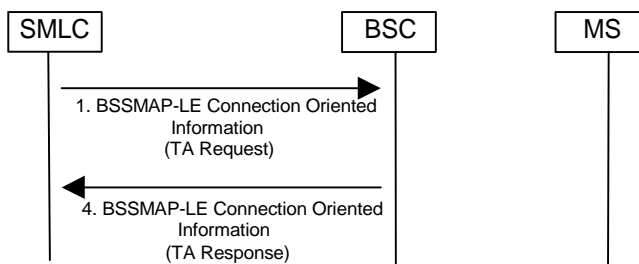 SMLC
BSC
MS
1. BSSMAP-LE Connection Oriented
Information
(TA Request)
4. BSSMAP-LE Connection Oriented
Information
(TA Response)